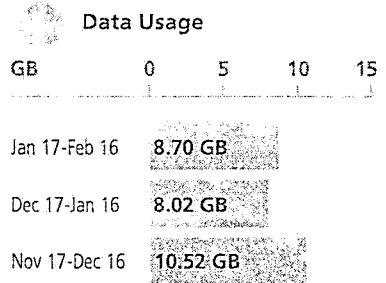 Data Usage
GB 0 5 10 15
Jan 17-Feb 16 8.70 GB
Dec 17-Jan 16 8.02 GB
Nov 17-Dec 16 10.52 GB